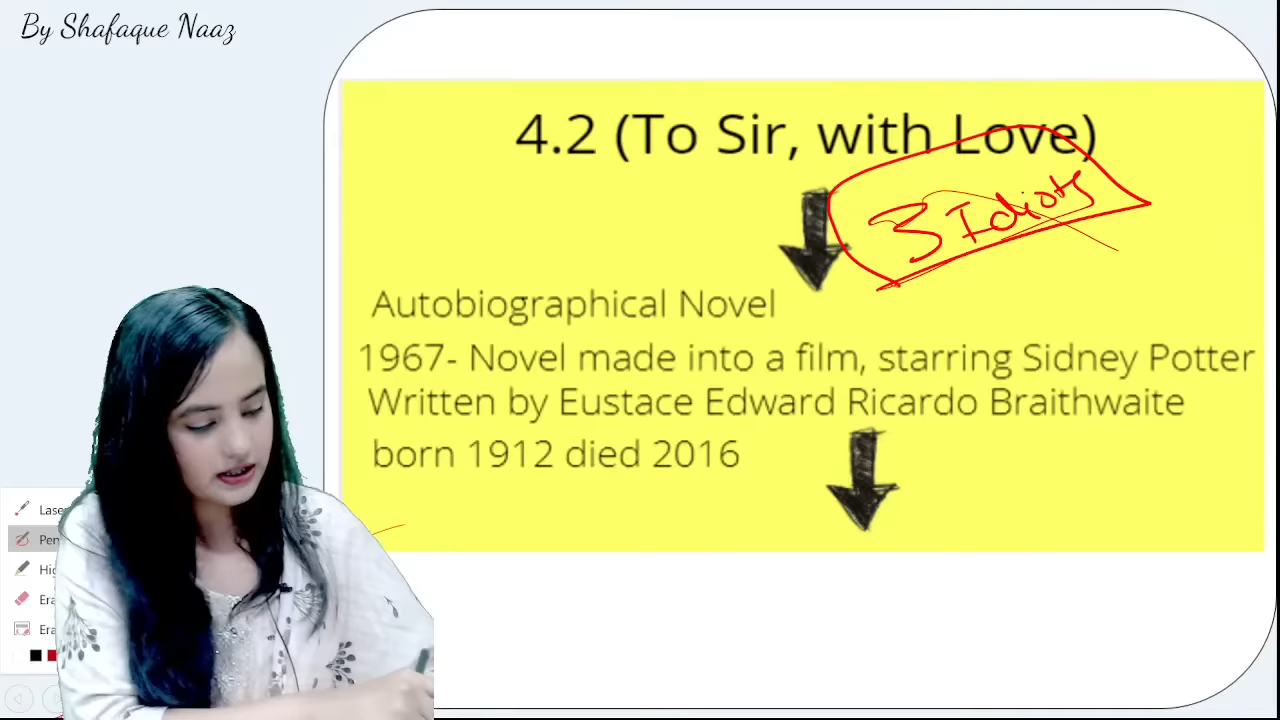 By Shafaque Naaz
4.2 (To Sir, with Love)
3 Idiots
Autobiographical Novel
1967- Novel made into a film, starring Sidney Potter
Written by Eustace Edward Ricardo Braithwaite
born 1912 died 2016